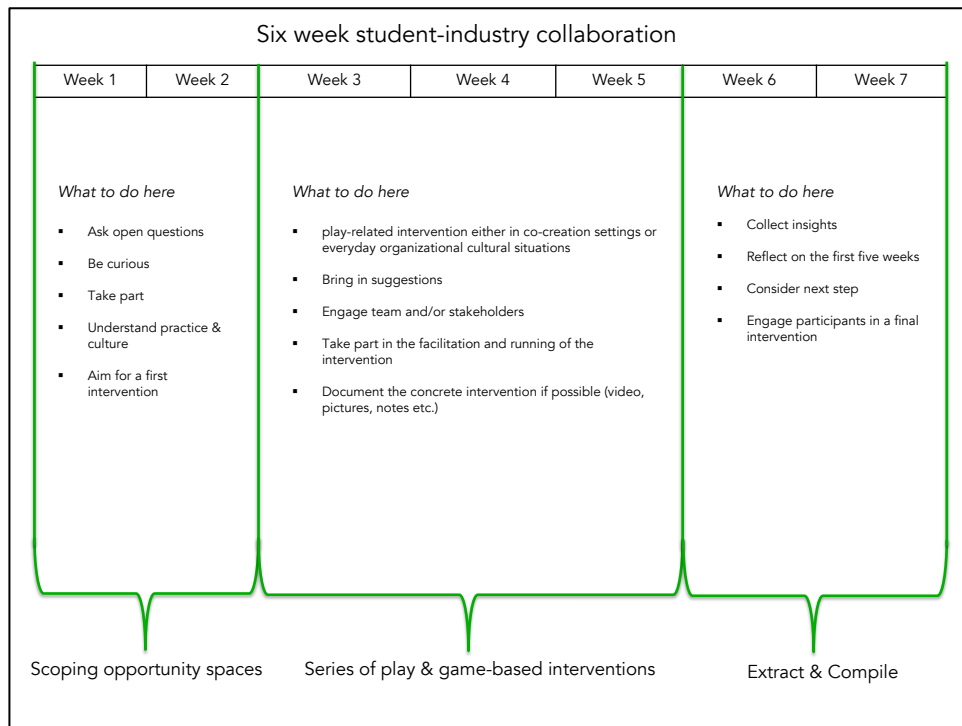 Six week student-industry collaboration
Week 1
Week 2
Week 3
Week 4
Week 5
Week 6
Week 7
What to do here
▪ Ask open questions
▪ Be curious
▪ Take part
▪ Understand practice &
culture
▪ Aim for a first
intervention
What to do here
▪ play-related intervention either in co-creation settings or
everyday organizational cultural situations
▪ Bring in suggestions
▪ Engage team and/or stakeholders
▪ Take part in the facilitation and running of the
intervention
▪ Document the concrete intervention if possible (video,
pictures, notes etc.)
What to do here
▪ Collect insights
▪ Reflect on the first five weeks
▪ Consider next step
▪ Engage participants in a final
intervention
Scoping opportunity spaces
Series of play & game-based interventions
Extract & Compile